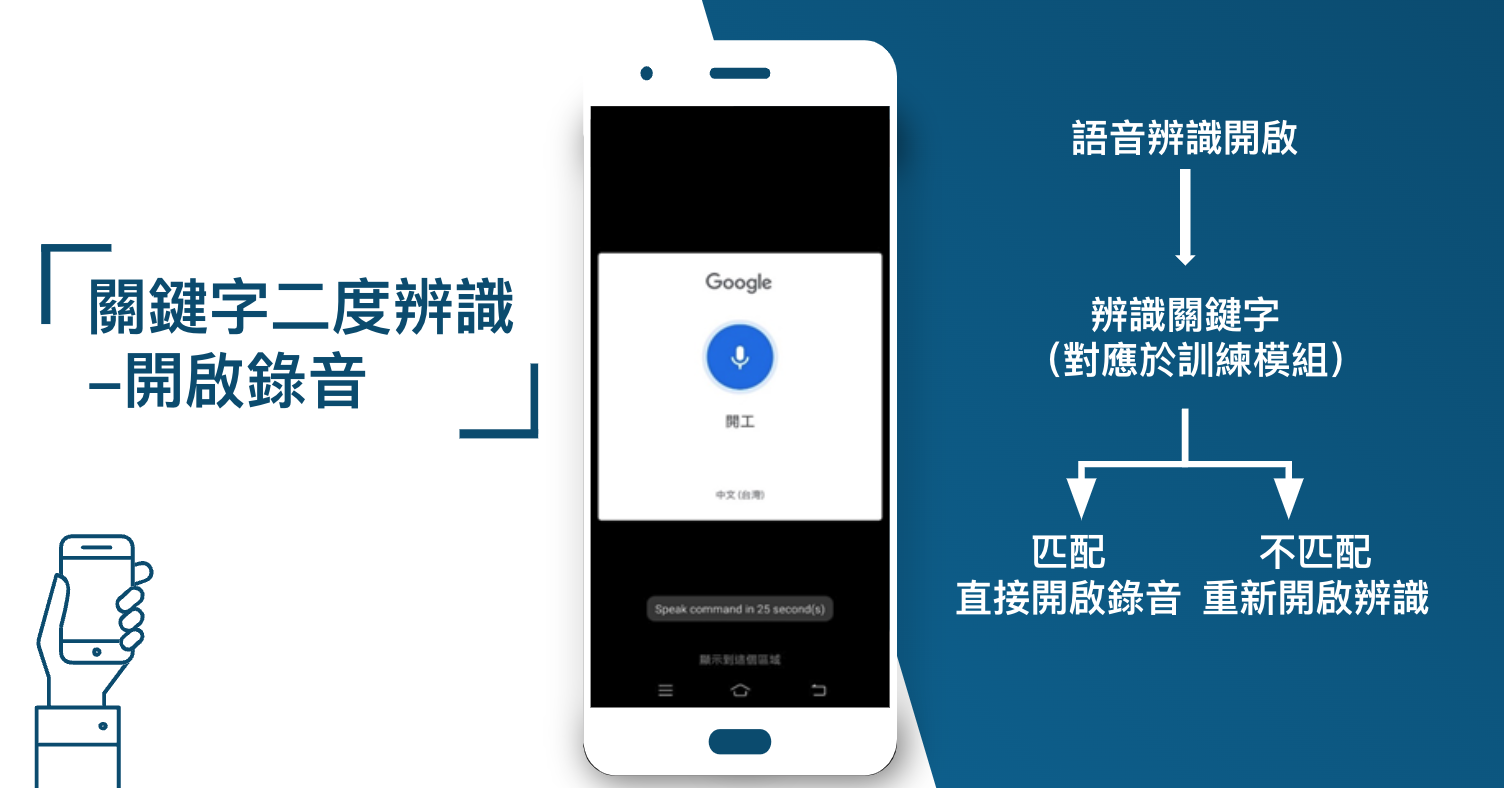 關鍵字二度辨識
–開啟錄音
Google
開工
中文 (台灣)
Speak command in 25 second(s)
顯示到這個區域
語音辨識開啟
辨識關鍵字
（對應於訓練模組）
匹配
直接開啟錄音
不匹配
重新開啟辨識